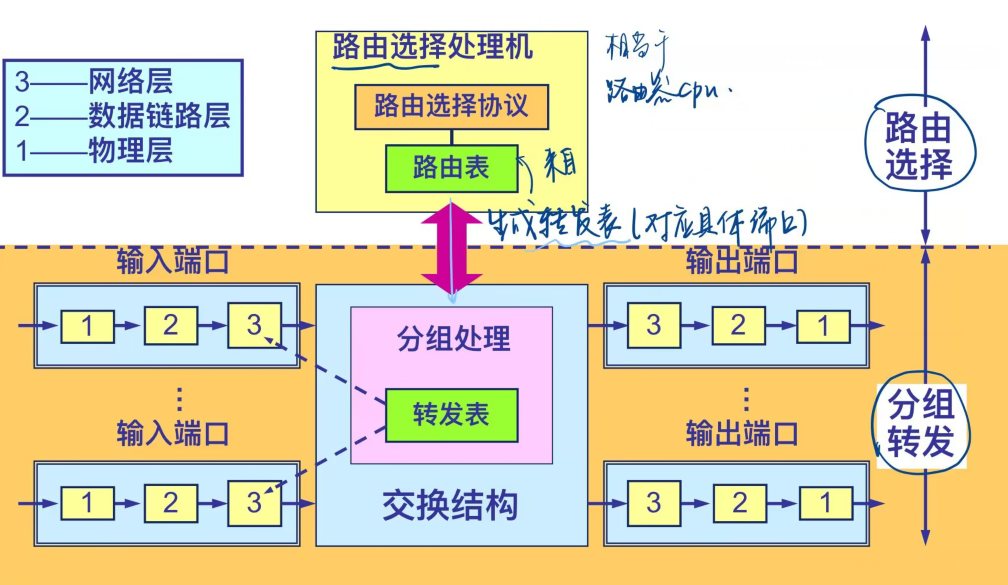 路由选择处理机
相当于
路由器cpu.
3——网络层
2——数据链路层
1——物理层
路由选择协议
路由表
来自
路由
选择
生成转发表(对应具体端口)
输入端口
输出端口
1 2 3
3 2 1
分组处理
转发表
分组
转发
⋮
⋮
输入端口
输出端口
1 2 3
3 2 1
交换结构